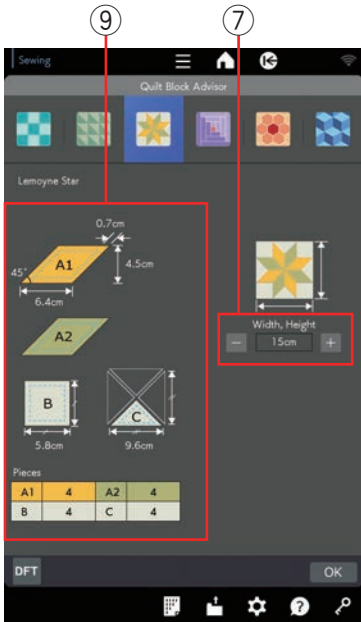 ⑨ ⑦
Sewing
Quilt Block Advisor
Lemoyne Star
0.7cm
A1
4.5cm
45°
6.4cm
A2
B
C
5.8cm
9.6cm
Width, Height
− 15cm +
Pieces
A1 4 A2 4
B 4 C 4
DFT
OK